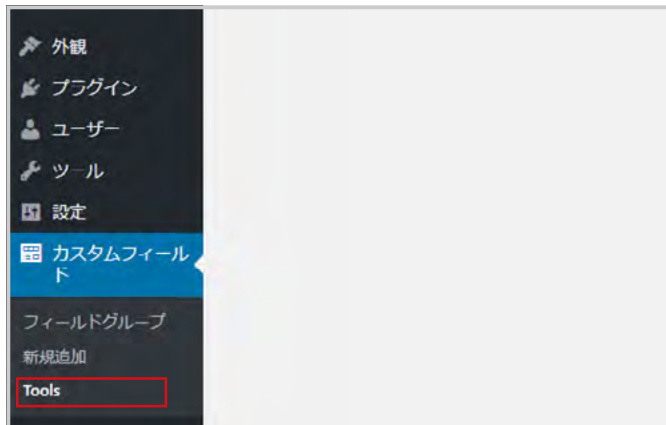 外観
プラグイン
ユーザー
ツール
設定
カスタムフィール
ド
フィールドグループ
新規追加
Tools